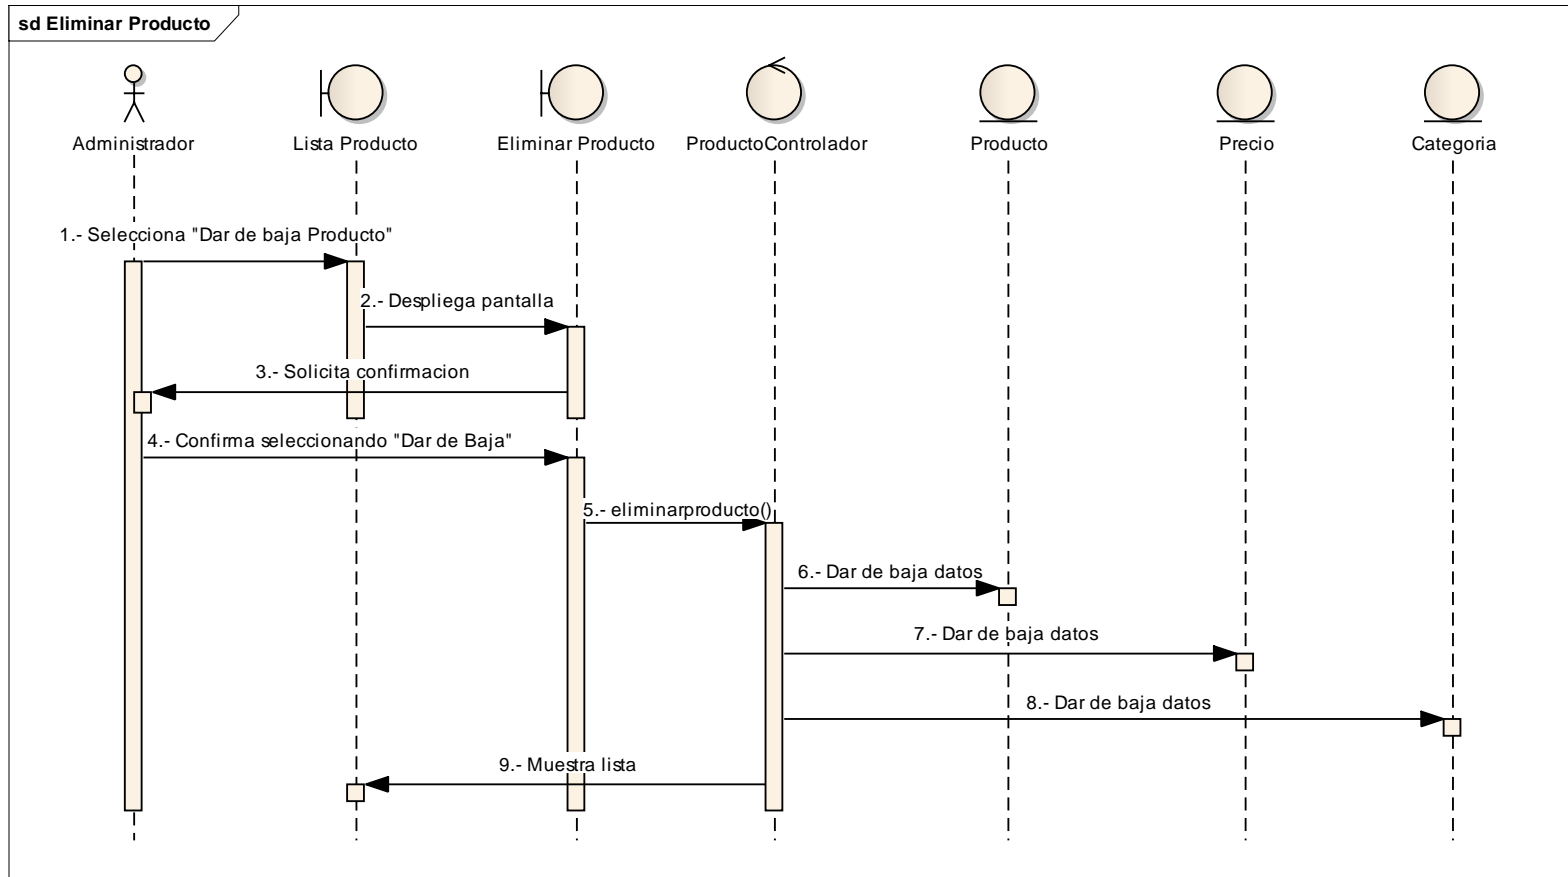 sd Eliminar Producto
Administrador
Lista Producto
Eliminar Producto
ProductoControlador
Producto
Precio
Categoria
1.- Selecciona "Dar de baja Producto"
2.- Despliega pantalla
3.- Solicita confirmacion
4.- Confirma seleccionando "Dar de Baja"
5.- eliminarproducto()
6.- Dar de baja datos
7.- Dar de baja datos
8.- Dar de baja datos
9.- Muestra lista